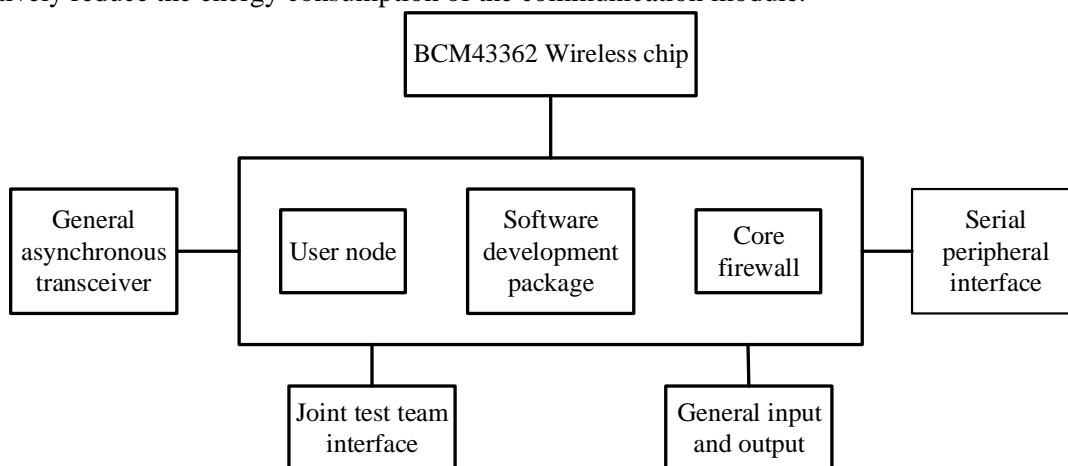 reduce the energy consumption of the communication module.
BCM43362 Wireless chip
General
asynchronous
transceiver
User node
Software
development
package
Core
firewall
Serial
peripheral
interface
Joint test team
interface
General input
and output